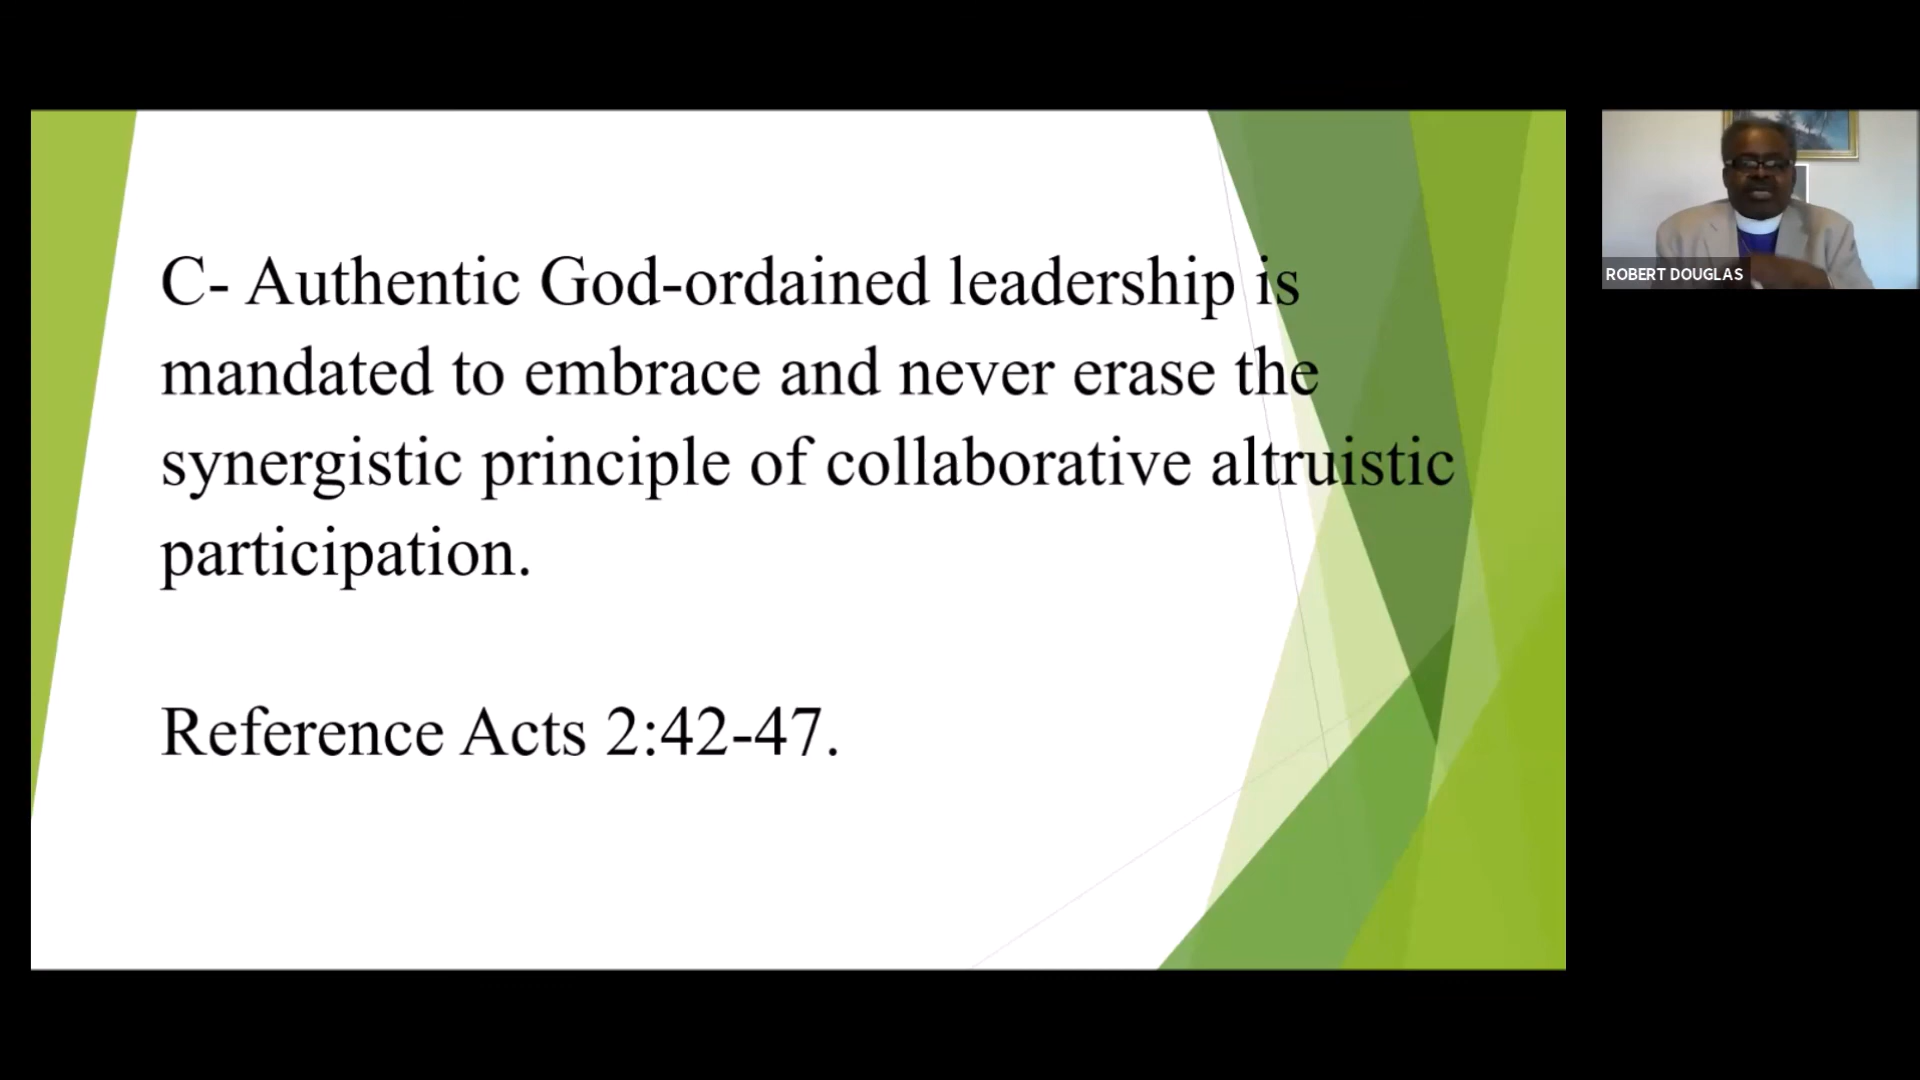 C- Authentic God-ordained leadership is
mandated to embrace and never erase the
synergistic principle of collaborative altruistic
participation.
Reference Acts 2:42-47.
ROBERT DOUGLAS